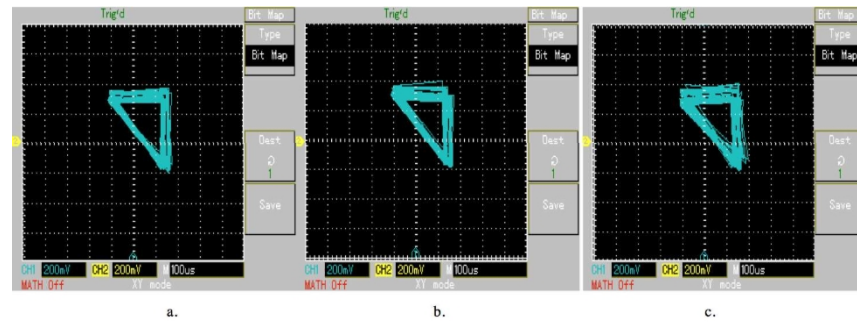 Trig'd
Bit Map
Type
Bit Map
Dest
1
Save
CH1 200mV CH2 200mV M 100us
MATH Off XY mode
a.
Trig'd
Bit Map
Type
Bit Map
Dest
1
Save
CH1 200mV CH2 200mV M 100us
MATH Off XY mode
b.
Trig'd
Bit Map
Type
Bit Map
Dest
1
Save
CH1 200mV CH2 200mV M 100us
MATH Off XY mode
c.